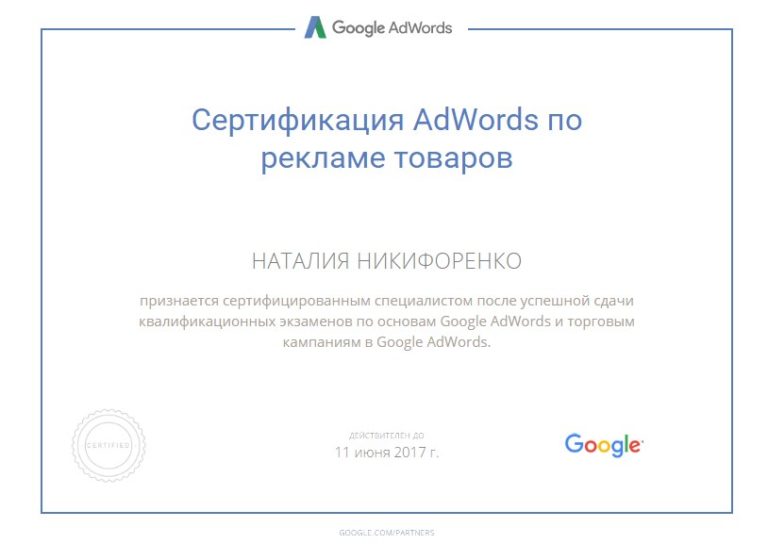 Google AdWords
Сертификация AdWords по
рекламе товаров
НАТАЛИЯ НИКИФОРЕНКО
признается сертифицированным специалистом после успешной сдачи
квалификационных экзаменов по основам Google AdWords и торговым
кампаниям в Google AdWords.
CERTIFIED
ДЕЙСТВИТЕЛЕН ДО
11 июня 2017 г.
Google
GOOGLE.COM/PARTNERS